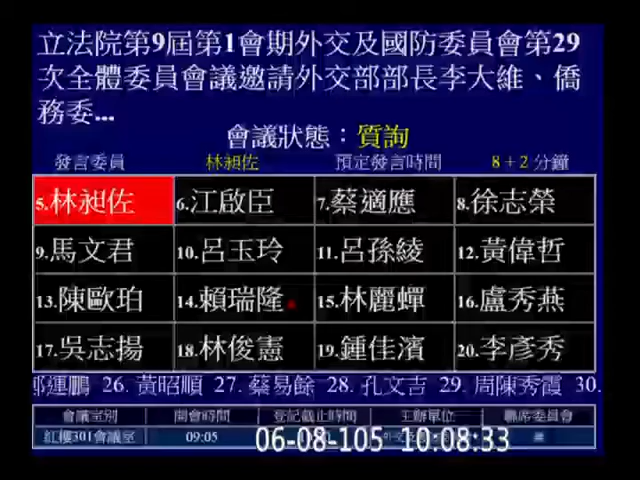 立法院第9屆第1會期外交及國防委員會第29
次全體委員會議邀請外交部部長李大維、僑
務委...
會議狀態：質詢
發言委員 林昶佐 預定發言時間 8+2 分鐘
5.林昶佐 6.江啟臣 7.蔡適應 8.徐志榮
9.馬文君 10.呂玉玲 11.呂孫綾 12.黃偉哲
13.陳歐珀 14.賴瑞隆 15.林麗蟬 16.盧秀燕
17.吳志揚 18.林俊憲 19.鍾佳濱 20.李彥秀
鄭運鵬 26. 黃昭順 27. 蔡易餘 28. 孔文吉 29. 周陳秀霞 30.
會議室別 開會時間 登記截止時間 主辦單位 聯席委員會
紅樓301會議室 09:05 06-08-105 10:08:33